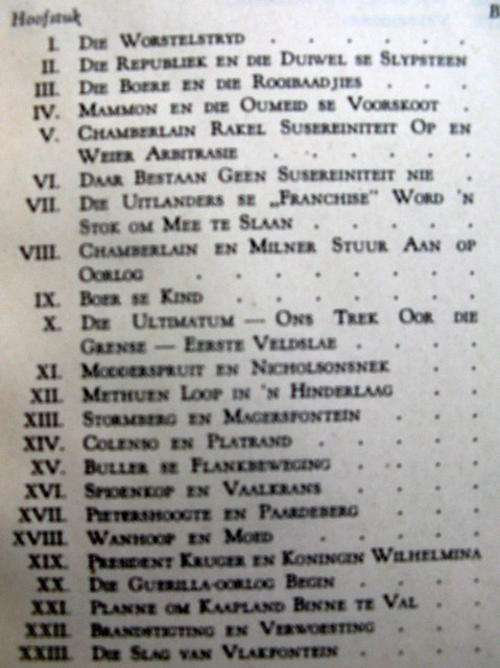 Hoofstuk B
I. Die Worstelstryd . . . . . .
II. Die Republiek en die Duiwel se Slypsteen
III. Die Boere en die Rooibaadjies . . .
IV. Mammon en die Oumeid se Voorskoot .
V. Chamberlain Rakel Susereiniteit Op en
Weier Arbitrasie . . . . . .
VI. Daar Bestaan Geen Susereiniteit nie .
VII. Die Uitlanders se „Franchise” Word 'n
Stok om Mee te Slaan . . . . .
VIII. Chamberlain en Milner Stuur Aan op
Oorlog . . . . . . . .
IX. Boer se Kind . . . . . . .
X. Die Ultimatum — Ons Trek Oor die
Grense — Eerste Veldslae . . . .
XI. Modderspruit en Nicholsonsnek . .
XII. Methuen Loop in 'n Hinderlaag . .
XIII. Stormberg en Magersfontein . . .
XIV. Colenso en Platrand . . . . .
XV. Buller se Flankbeweging . . . .
XVI. Spioenkop en Vaalkrans . . . .
XVII. Pietershoogte en Paardeberg . . .
XVIII. Wanhoop en Moed . . . . .
XIX. President Kruger en Koningin Wilhelmina
XX. Die Guerilla-oorlog Begin . . . .
XXI. Planne om Kaapland Binne te Val . .
XXII. Brandstigting en Verwoesting . . .
XXIII. Die Slag van Vlakfontein . . . .